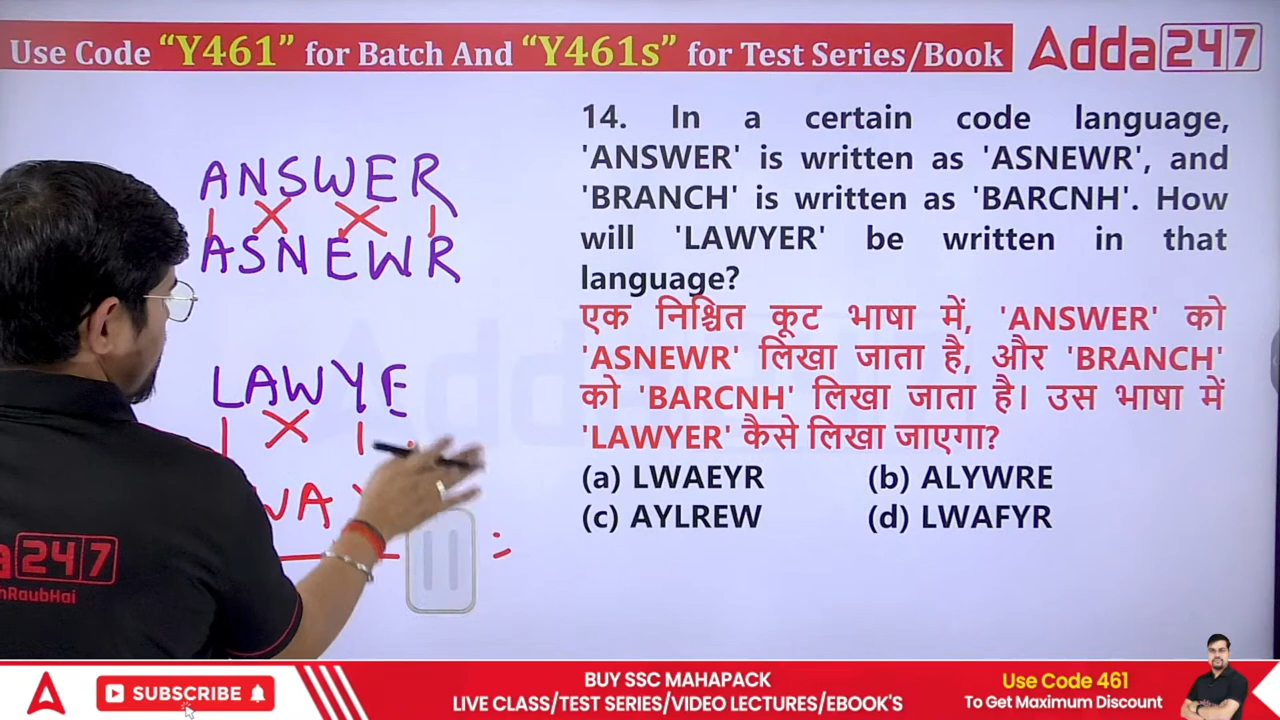 Use Code “Y461” for Batch And “Y461s” for Test Series/Book
Adda247
14. In a certain code language,
'ANSWER' is written as 'ASNEWR', and
'BRANCH' is written as 'BARCNH'. How
will 'LAWYER' be written in that
language?
एक निश्चित कूट भाषा में, 'ANSWER' को
'ASNEWR' लिखा जाता है, और 'BRANCH'
को 'BARCNH' लिखा जाता है। उस भाषा में
'LAWYER' कैसे लिखा जाएगा?
(a) LWAEYR (b) ALYWRE
(c) AYLREW (d) LWAFYR
ANSWER
ASNEWR
LAWYE
WAY
a247
nRaubHai
SUBSCRIBE
BUY SSC MAHAPACK
LIVE CLASS/TEST SERIES/VIDEO LECTURES/EBOOK'S
Use Code 461
To Get Maximum Discount